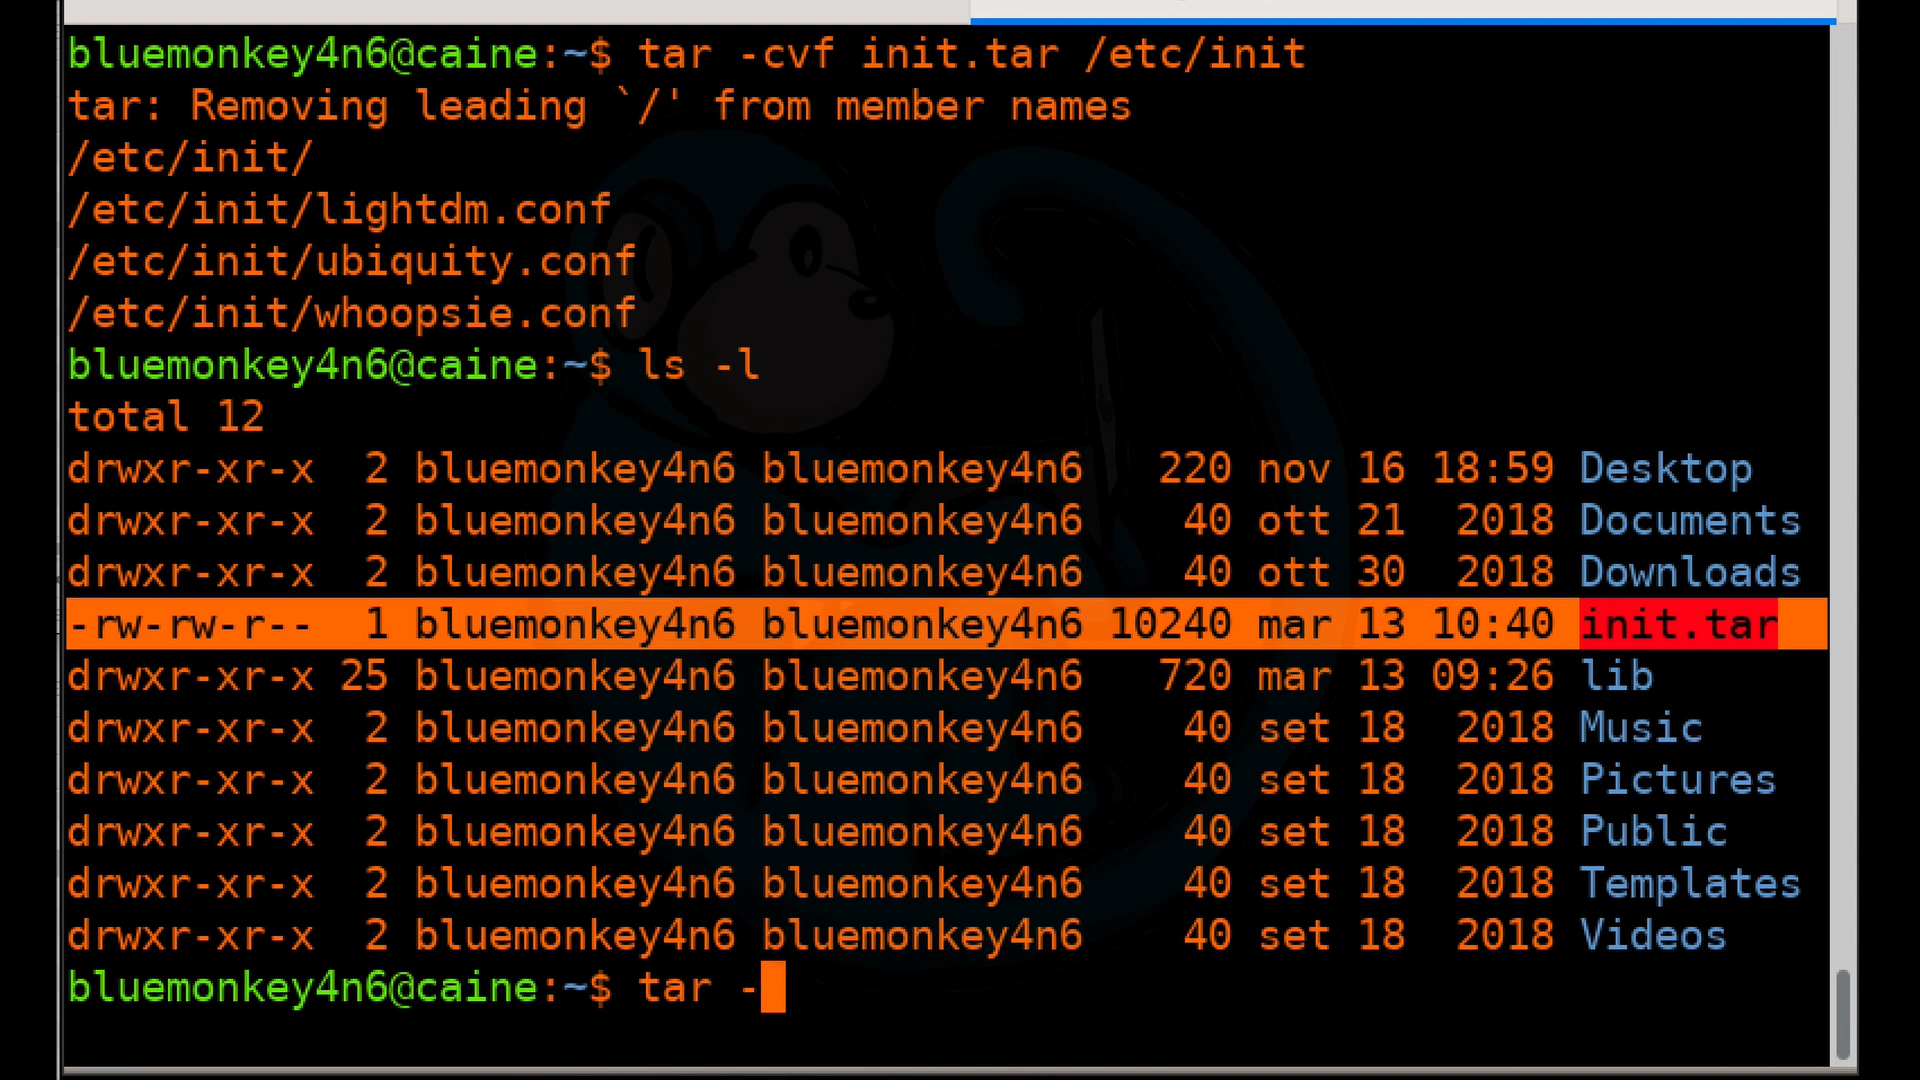 bluemonkey4n6@caine:~$ tar -cvf init.tar /etc/init
tar: Removing leading `/' from member names
/etc/init/
/etc/init/lightdm.conf
/etc/init/ubiquity.conf
/etc/init/whoopsie.conf
bluemonkey4n6@caine:~$ ls -l
total 12
drwxr-xr-x  2 bluemonkey4n6 bluemonkey4n6   220 nov 16 18:59 Desktop
drwxr-xr-x  2 bluemonkey4n6 bluemonkey4n6    40 ott 21  2018 Documents
drwxr-xr-x  2 bluemonkey4n6 bluemonkey4n6    40 ott 30  2018 Downloads
-rw-rw-r--  1 bluemonkey4n6 bluemonkey4n6 10240 mar 13 10:40 init.tar
drwxr-xr-x 25 bluemonkey4n6 bluemonkey4n6   720 mar 13 09:26 lib
drwxr-xr-x  2 bluemonkey4n6 bluemonkey4n6    40 set 18  2018 Music
drwxr-xr-x  2 bluemonkey4n6 bluemonkey4n6    40 set 18  2018 Pictures
drwxr-xr-x  2 bluemonkey4n6 bluemonkey4n6    40 set 18  2018 Public
drwxr-xr-x  2 bluemonkey4n6 bluemonkey4n6    40 set 18  2018 Templates
drwxr-xr-x  2 bluemonkey4n6 bluemonkey4n6    40 set 18  2018 Videos
bluemonkey4n6@caine:~$ tar -